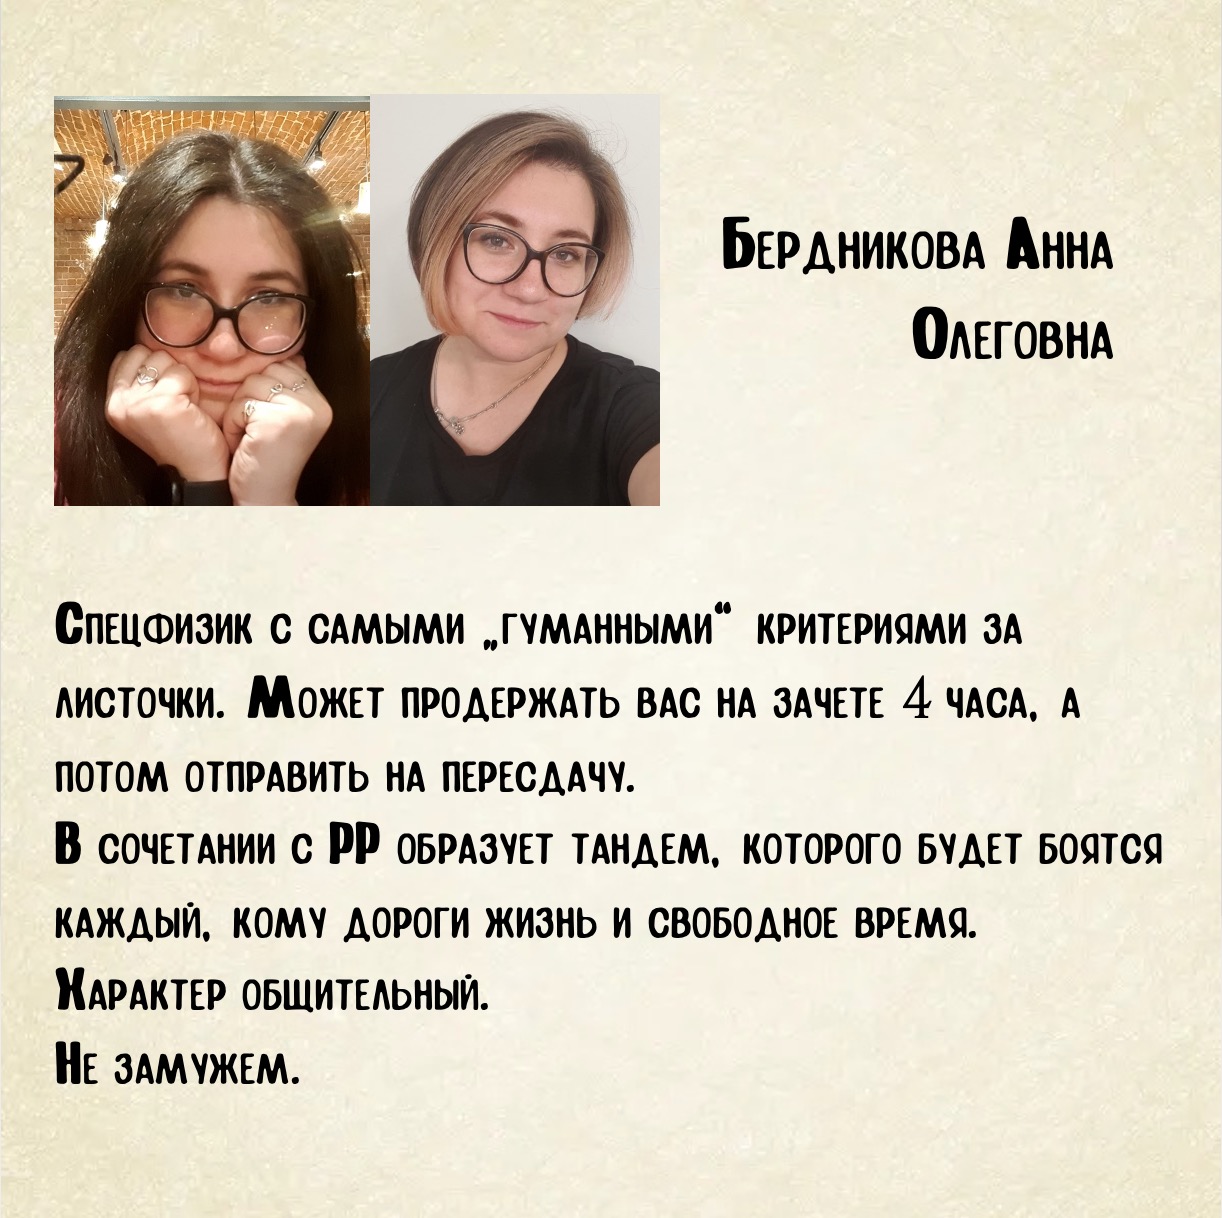 Бердникова Анна
Олеговна
Спецфизик с самыми „гуманными“ критериями за
листочки. Может продержать вас на зачете 4 часа, а
потом отправить на пересдачу.
В сочетании с РР образует тандем, которого будет боятся
каждый, кому дороги жизнь и свободное время.
Характер общительный.
Не замужем.